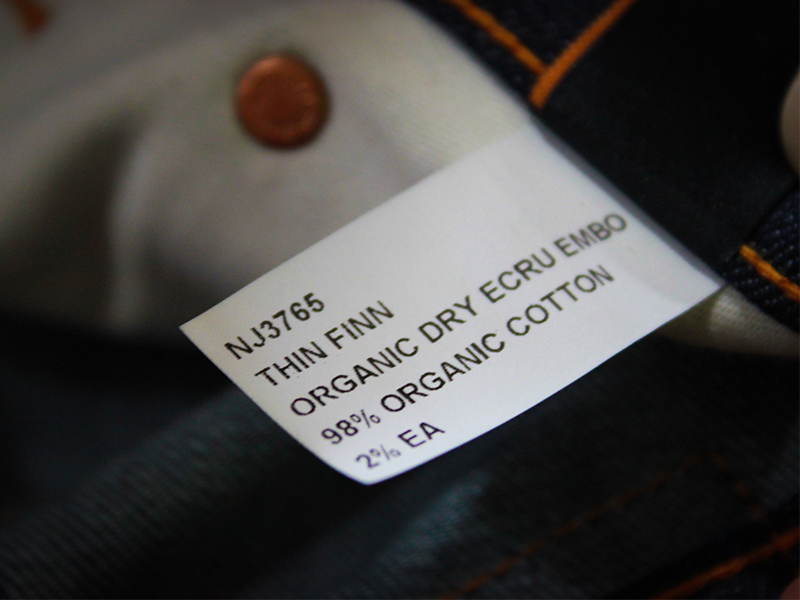 NJ3765
THIN FINN
ORGANIC DRY ECRU EMBO
98% ORGANIC COTTON
2% EA